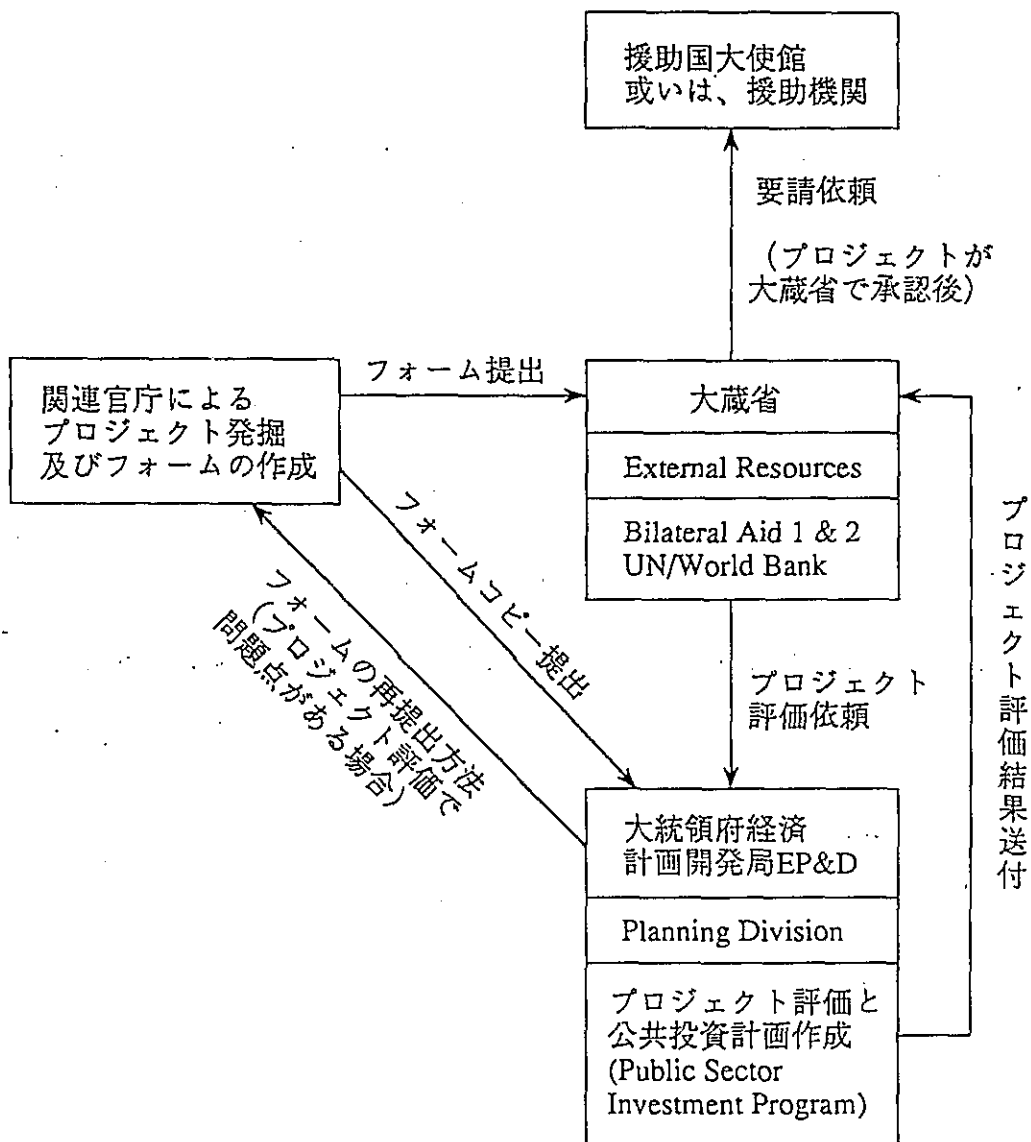 援助国大使館
或いは、援助機関
要請依頼
（プロジェクトが
大蔵省で承認後）
関連官庁による
プロジェクト発掘
及びフォームの作成
フォーム提出
大蔵省
External Resources
Bilateral Aid 1 & 2
UN/World Bank
フォームコピー提出
フォームの再提出方法
（プロジェクト評価で
問題点がある場合）
プロジェクト
評価依頼
プロジェクト評価結果送付
大統領府経済
計画開発局EP&D
Planning Division
プロジェクト評価と
公共投資計画作成
(Public Sector
Investment Program)